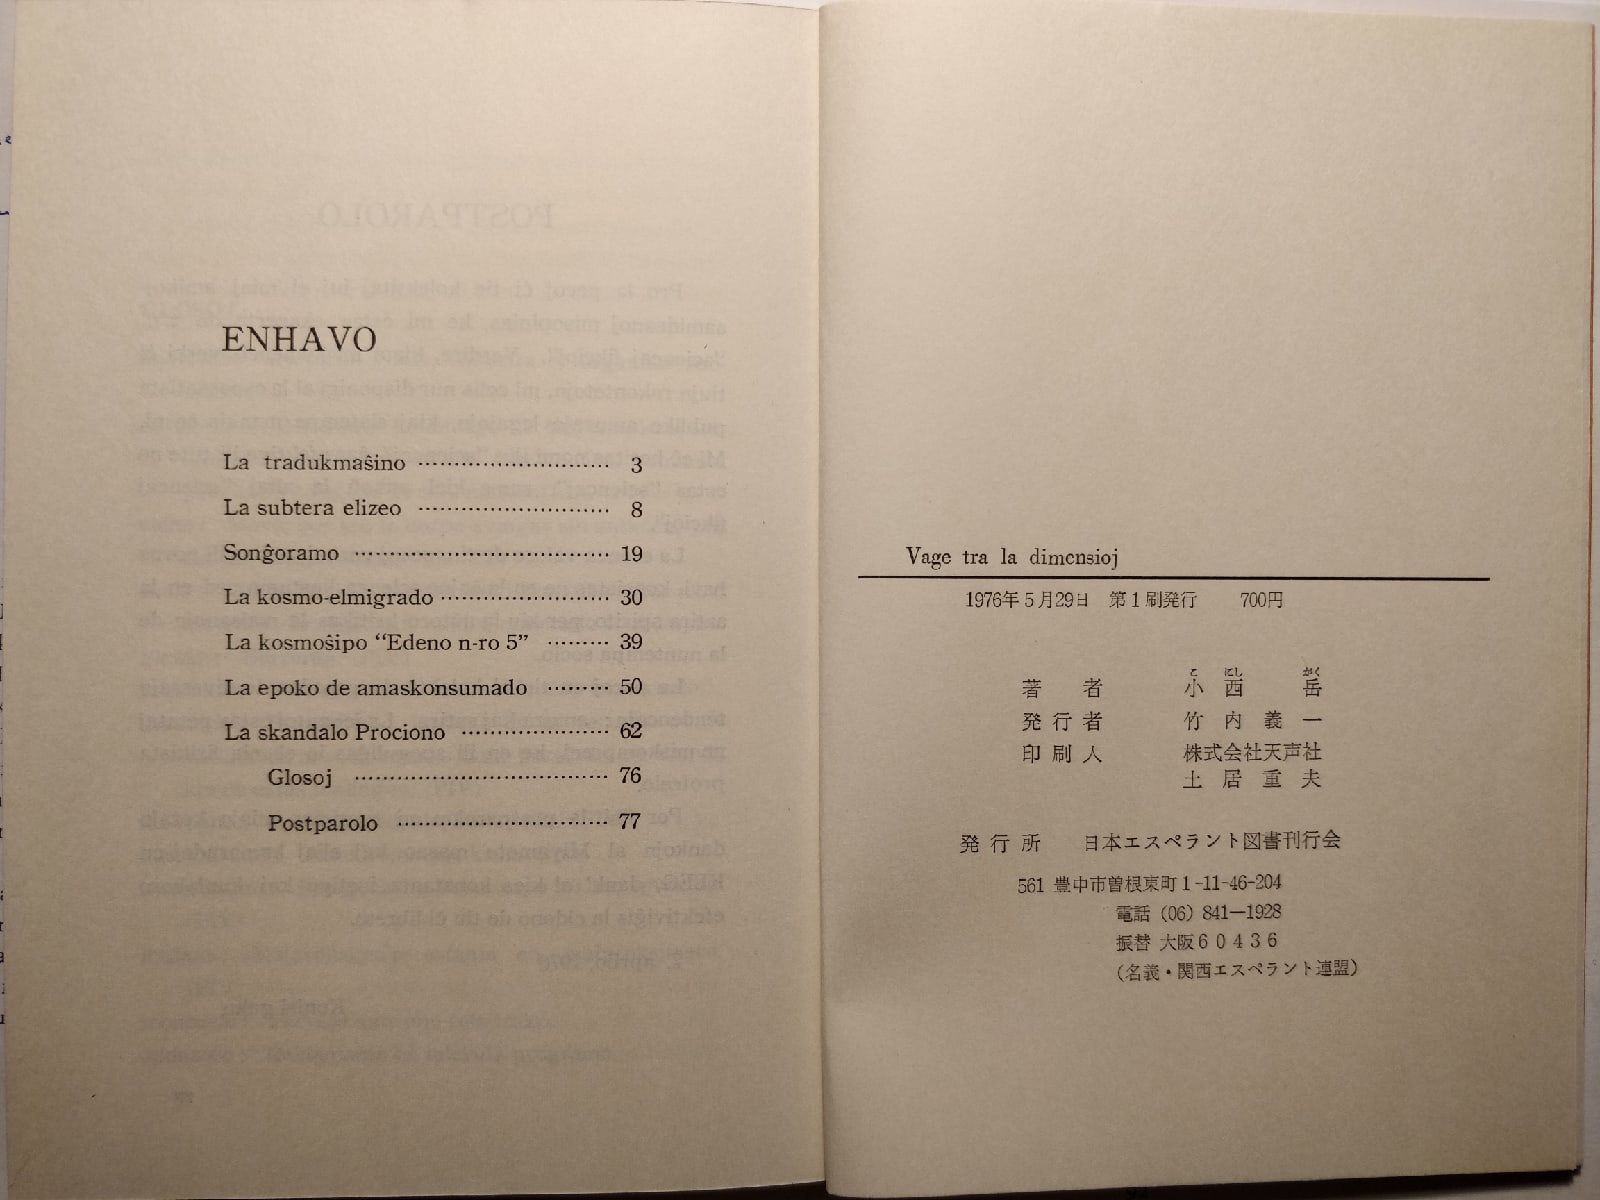 ENHAVO
La tradukmaŝino ............................ 3
La subtera elizeo ............................ 8
Sonĝoramo ..................................... 19
La kosmo-elmigrado ..................... 30
La kosmoŝipo “Edeno n-ro 5” ......... 39
La epoko de amaskonsumado ......... 50
La skandalo Prociono ..................... 62
Glosoj ..................................... 76
Postparolo ............................... 77
Vage tra la dimensioj
1976年5月29日 第1刷発行 700円
こ にし がく
著者 小西 岳
発行者 竹内義一
印刷人 株式会社天声社
土居重夫
発行所 日本エスペラント図書刊行会
561 豊中市曽根東町1-11-46-204
電話 (06) 841—1928
振替 大阪60436
(名義・関西エスペラント連盟)